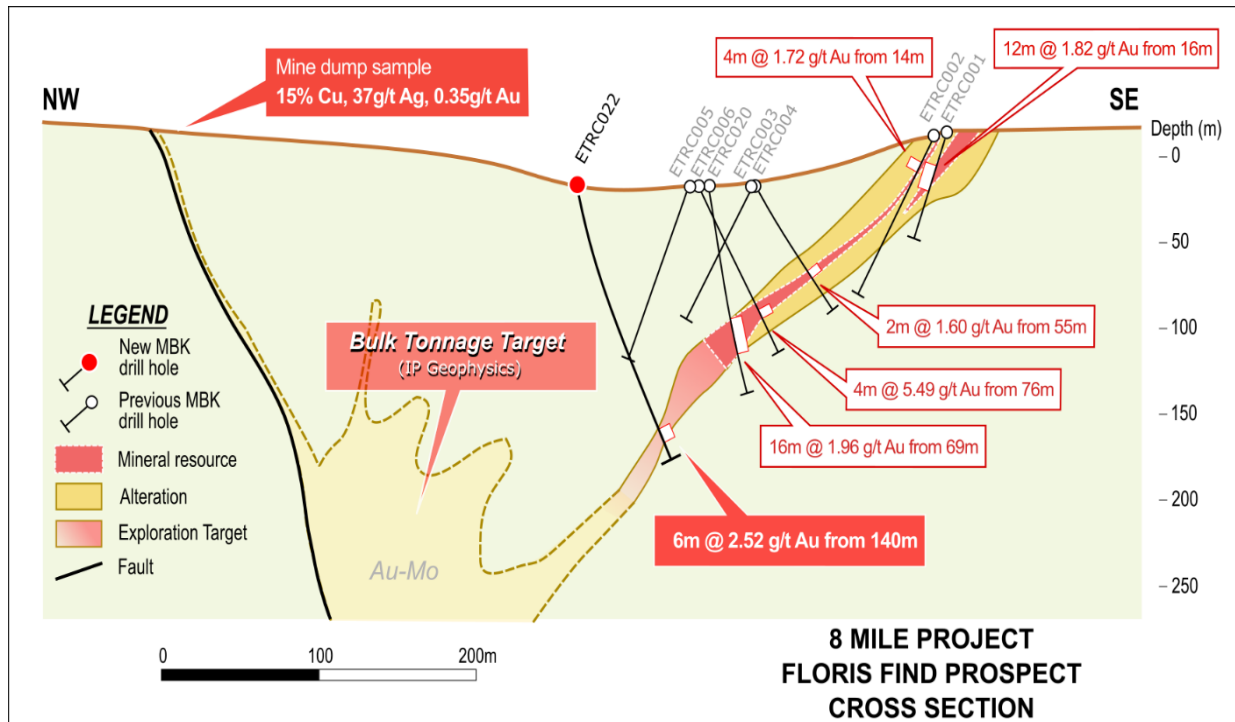 Mine dump sample
15% Cu, 37g/t Ag, 0.35g/t Au
NW
ETRC022
ETRC005
ETRC006
ETRC020
ETRC003
ETRC004
4m @ 1.72 g/t Au from 14m
ETRC002
ETRC001
12m @ 1.82 g/t Au from 16m
SE
Depth (m)
– 0
– 50
– 100
– 150
– 200
– 250
Bulk Tonnage Target
(IP Geophysics)
Au-Mo
2m @ 1.60 g/t Au from 55m
4m @ 5.49 g/t Au from 76m
16m @ 1.96 g/t Au from 69m
6m @ 2.52 g/t Au from 140m
LEGEND
New MBK
drill hole
Previous MBK
drill hole
Mineral resource
Alteration
Exploration Target
Fault
0
100
200m
8 MILE PROJECT
FLORIS FIND PROSPECT
CROSS SECTION